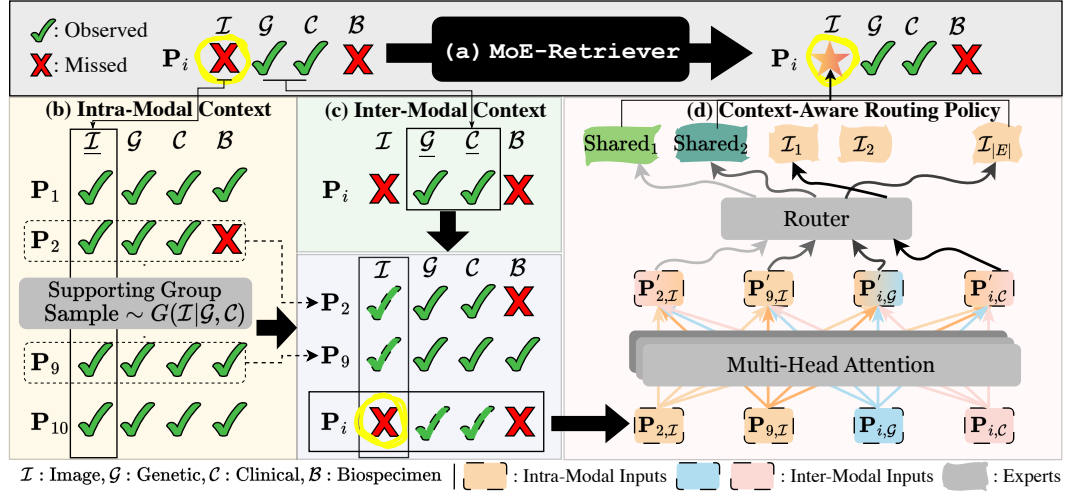 : Observed
: Missed
ℐ 𝒢 𝒞 ℬ
P_i
(a) MoE-Retriever
ℐ 𝒢 𝒞 ℬ
P_i
(b) Intra-Modal Context
ℐ 𝒢 𝒞 ℬ
P_1
P_2
Supporting Group
Sample ∼ G(ℐ|𝒢, 𝒞)
P_9
P_10
(c) Inter-Modal Context
ℐ 𝒢 𝒞 ℬ
P_i
ℐ 𝒢 𝒞 ℬ
P_2
P_9
P_i
(d) Context-Aware Routing Policy
Shared_1 Shared_2 ℐ_1 ℐ_2 ℐ_|E|
Router
P'_2,ℐ P'_9,ℐ P'_i,𝒢 P'_i,𝒞
Multi-Head Attention
P_2,ℐ P_9,ℐ P_i,𝒢 P_i,𝒞
ℐ : Image, 𝒢 : Genetic, 𝒞 : Clinical, ℬ : Biospecimen
: Intra-Modal Inputs : Inter-Modal Inputs : Experts